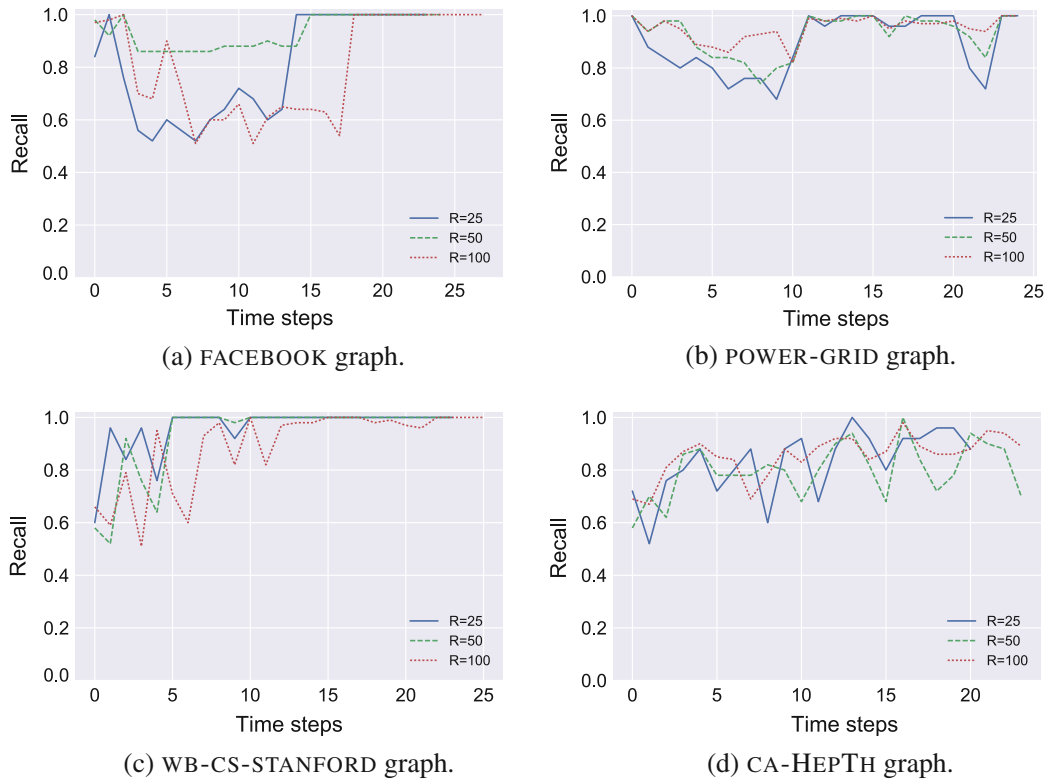 1.0
0.8
0.6
0.4
0.2
0.0
Recall
R=25
R=50
R=100
0 5 10 15 20 25
Time steps
(a) FACEBOOK graph.
1.0
0.8
0.6
0.4
0.2
0.0
Recall
R=25
R=50
R=100
0 5 10 15 20 25
Time steps
(b) POWER-GRID graph.
1.0
0.8
0.6
0.4
0.2
0.0
Recall
R=25
R=50
R=100
0 5 10 15 20 25
Time steps
(c) WB-CS-STANFORD graph.
1.0
0.8
0.6
0.4
0.2
0.0
Recall
R=25
R=50
R=100
0 5 10 15 20
Time steps
(d) CA-HEPTH graph.